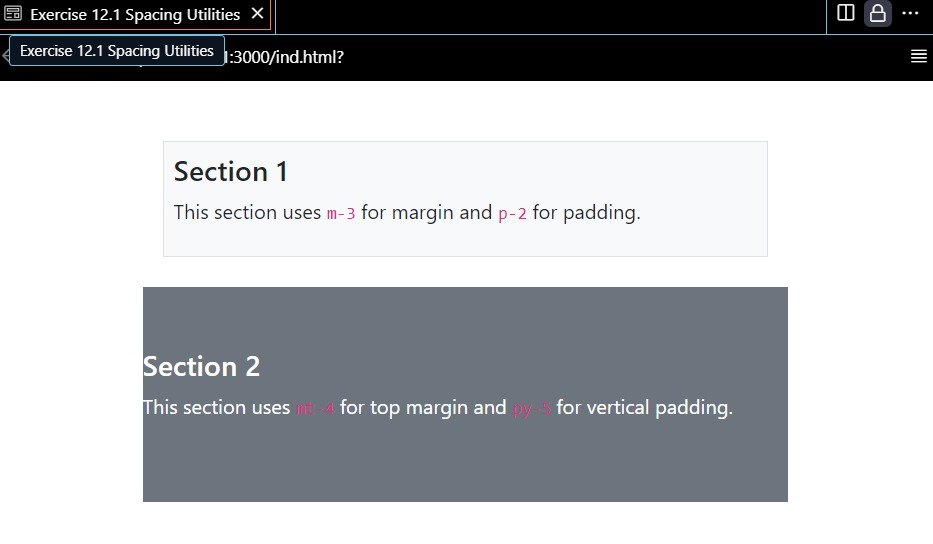 Exercise 12.1 Spacing Utilities
Exercise 12.1 Spacing Utilities
1:3000/ind.html?
Section 1
This section uses m-3 for margin and p-2 for padding.
Section 2
This section uses mt-4 for top margin and py-5 for vertical padding.